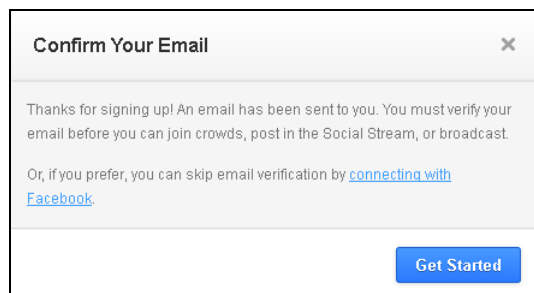 Confirm Your Email
Thanks for signing up! An email has been sent to you. You must verify your
email before you can join crowds, post in the Social Stream, or broadcast.
Or, if you prefer, you can skip email verification by connecting with
Facebook.
Get Started